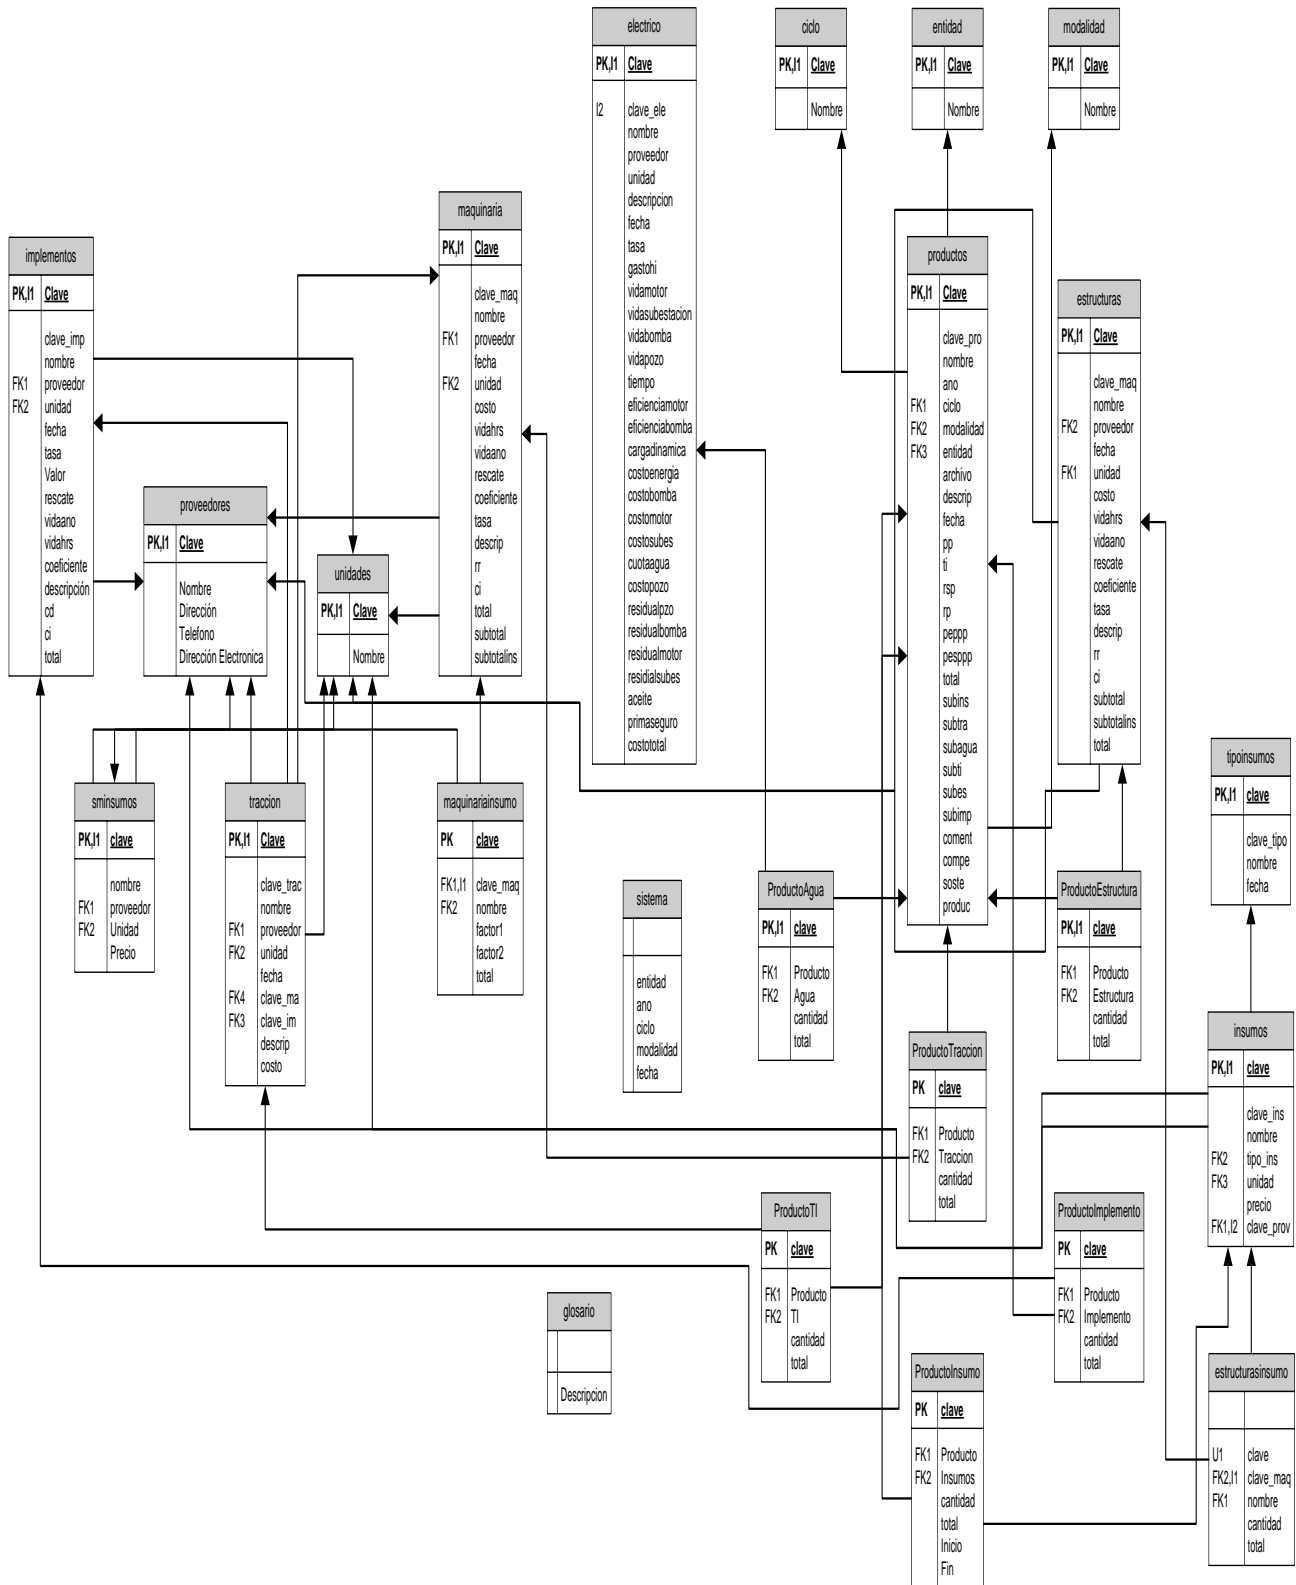 electrico
PK,I1 Clave
I2 clave_ele
nombre
proveedor
unidad
descripcion
fecha
tasa
gastohi
vidamotor
vidasubestacion
vidabomba
vidapozo
tiempo
eficienciamotor
eficienciabomba
cargadinamica
costoenergia
costobomba
costomotor
costosubes
cuotaagua
costopozo
residualpzo
residualbomba
residualmotor
residialsubes
aceite
primaseguro
costototal
ciclo
PK,I1 Clave
Nombre
entidad
PK,I1 Clave
Nombre
modalidad
PK,I1 Clave
Nombre
maquinaria
PK,I1 Clave
clave_maq
nombre
FK1 proveedor
fecha
FK2 unidad
costo
vidahrs
vidaano
rescate
coeficiente
tasa
descrip
rr
ci
total
subtotal
subtotalins
implementos
PK,I1 Clave
clave_imp
nombre
FK1 proveedor
FK2 unidad
fecha
tasa
Valor
rescate
vidaano
vidahrs
coeficiente
descripción
cd
ci
total
productos
PK,I1 Clave
clave_pro
nombre
ano
FK1 ciclo
FK2 modalidad
FK3 entidad
archivo
descrip
fecha
pp
ti
rsp
rp
peppp
pesppp
total
subins
subtra
subagua
subti
subes
subimp
coment
compe
soste
produc
estructuras
PK,I1 Clave
clave_maq
nombre
FK2 proveedor
fecha
FK1 unidad
costo
vidahrs
vidaano
rescate
coeficiente
tasa
descrip
rr
ci
subtotal
subtotalins
total
proveedores
PK,I1 Clave
Nombre
Dirección
Telefono
Dirección Electronica
unidades
PK,I1 Clave
Nombre
tipoinsumos
PK,I1 clave
clave_tipo
nombre
fecha
sminsumos
PK,I1 clave
nombre
FK1 proveedor
FK2 Unidad
Precio
traccion
PK,I1 Clave
clave_trac
nombre
FK1 proveedor
FK2 unidad
fecha
FK4 clave_ma
FK3 clave_im
descrip
costo
maquinariainsumo
PK clave
FK1,I1 clave_maq
FK2 nombre
factor1
factor2
total
sistema
entidad
ano
ciclo
modalidad
fecha
ProductoAgua
PK,I1 clave
FK1 Producto
FK2 Agua
cantidad
total
ProductoEstructura
PK,I1 clave
FK1 Producto
FK2 Estructura
cantidad
total
insumos
PK,I1 clave
clave_ins
nombre
FK2 tipo_ins
FK3 unidad
precio
FK1,I2 clave_prov
ProductoTraccion
PK clave
FK1 Producto
FK2 Traccion
cantidad
total
ProductoTI
PK clave
FK1 Producto
FK2 TI
cantidad
total
ProductoImplemento
PK clave
FK1 Producto
FK2 Implemento
cantidad
total
glosario
Descripcion
ProductoInsumo
PK clave
FK1 Producto
FK2 Insumos
cantidad
total
Inicio
Fin
estructurasinsumo
U1 clave
FK2,I1 clave_maq
FK1 nombre
cantidad
total